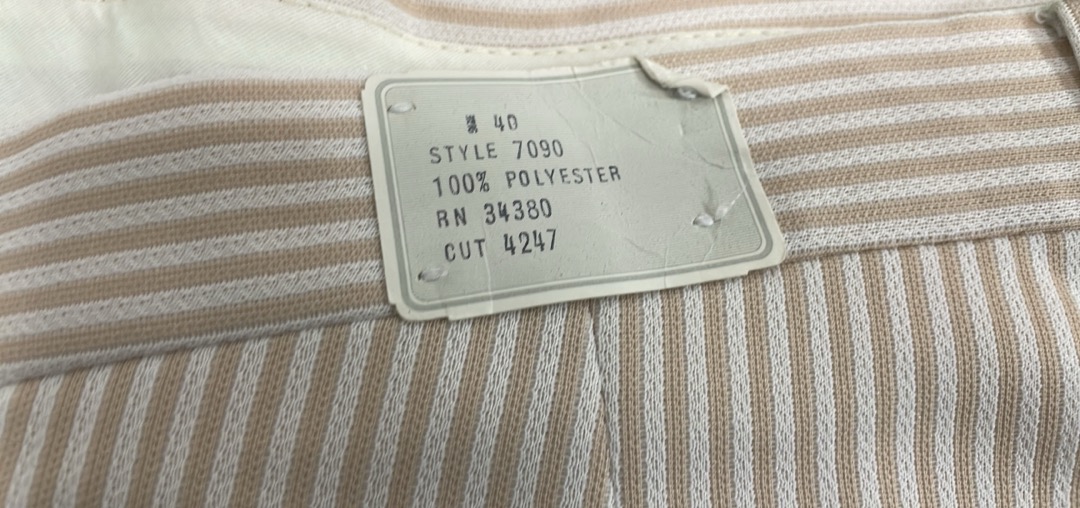 40
STYLE 7090
100% POLYESTER
RN 34380
CUT 4247